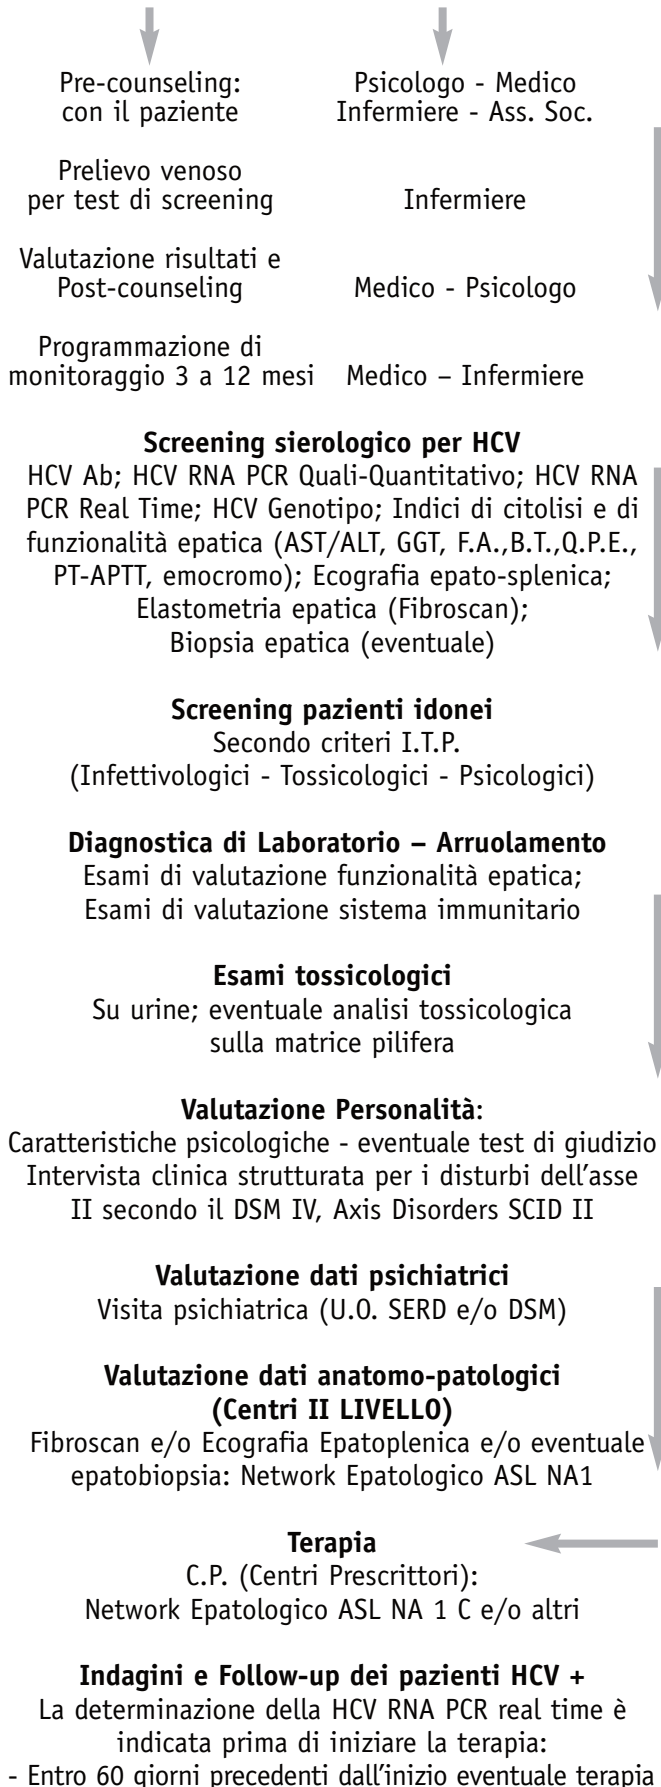 Pre-counseling:
con il paziente
Psicologo - Medico
Infermiere - Ass. Soc.
Prelievo venoso
per test di screening
Infermiere
Valutazione risultati e
Post-counseling
Medico - Psicologo
Programmazione di
monitoraggio 3 a 12 mesi
Medico – Infermiere
Screening sierologico per HCV
HCV Ab; HCV RNA PCR Quali-Quantitativo; HCV RNA
PCR Real Time; HCV Genotipo; Indici di citolisi e di
funzionalità epatica (AST/ALT, GGT, F.A.,B.T.,Q.P.E.,
PT-APTT, emocromo); Ecografia epato-splenica;
Elastometria epatica (Fibroscan);
Biopsia epatica (eventuale)
Screening pazienti idonei
Secondo criteri I.T.P.
(Infettivologici - Tossicologici - Psicologici)
Diagnostica di Laboratorio – Arruolamento
Esami di valutazione funzionalità epatica;
Esami di valutazione sistema immunitario
Esami tossicologici
Su urine; eventuale analisi tossicologica
sulla matrice pilifera
Valutazione Personalità:
Caratteristiche psicologiche - eventuale test di giudizio
Intervista clinica strutturata per i disturbi dell’asse
II secondo il DSM IV, Axis Disorders SCID II
Valutazione dati psichiatrici
Visita psichiatrica (U.O. SERD e/o DSM)
Valutazione dati anatomo-patologici
(Centri II LIVELLO)
Fibroscan e/o Ecografia Epatoplenica e/o eventuale
epatobiopsia: Network Epatologico ASL NA1
Terapia
C.P. (Centri Prescrittori):
Network Epatologico ASL NA 1 C e/o altri
Indagini e Follow-up dei pazienti HCV +
La determinazione della HCV RNA PCR real time è
indicata prima di iniziare la terapia:
- Entro 60 giorni precedenti dall’inizio eventuale terapia